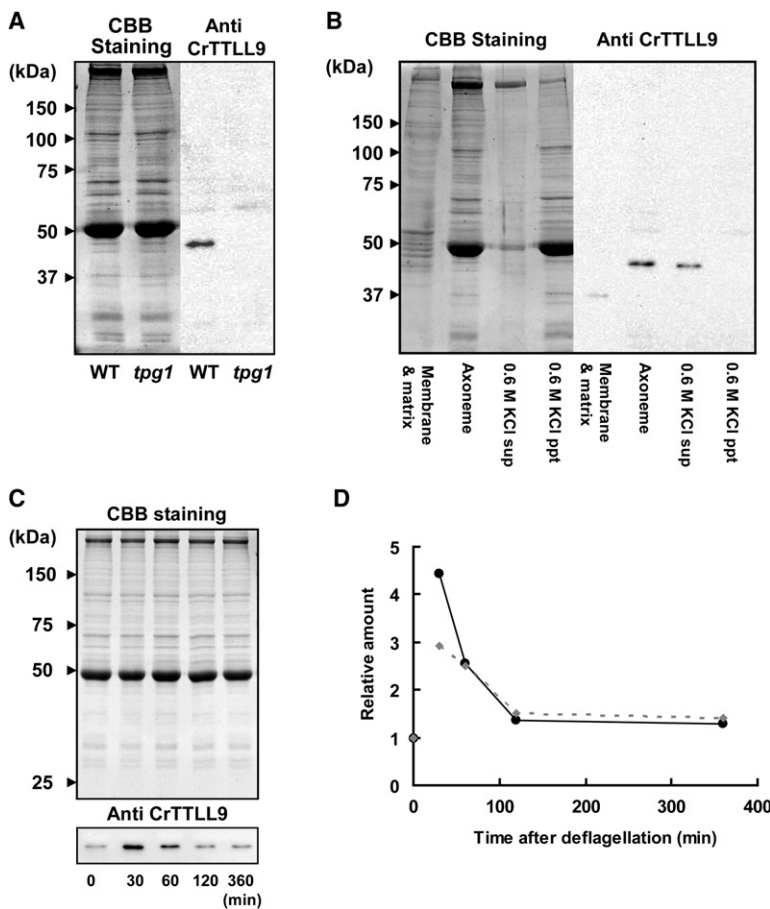 A
CBB Staining
Anti CrTTLL9
(kDa)
150
100
75
50
37
WT tpg1 WT tpg1
B
CBB Staining Anti CrTTLL9
(kDa)
150
100
75
50
37
Membrane & matrix
Axoneme
0.6 M KCl sup
0.6 M KCl ppt
Membrane & matrix
Axoneme
0.6 M KCl sup
0.6 M KCl ppt
C
CBB staining
(kDa)
150
75
50
25
Anti CrTTLL9
0 30 60 120 360
(min)
D
5
4
3
2
1
0
Relative amount
0 100 200 300 400
Time after deflagellation (min)